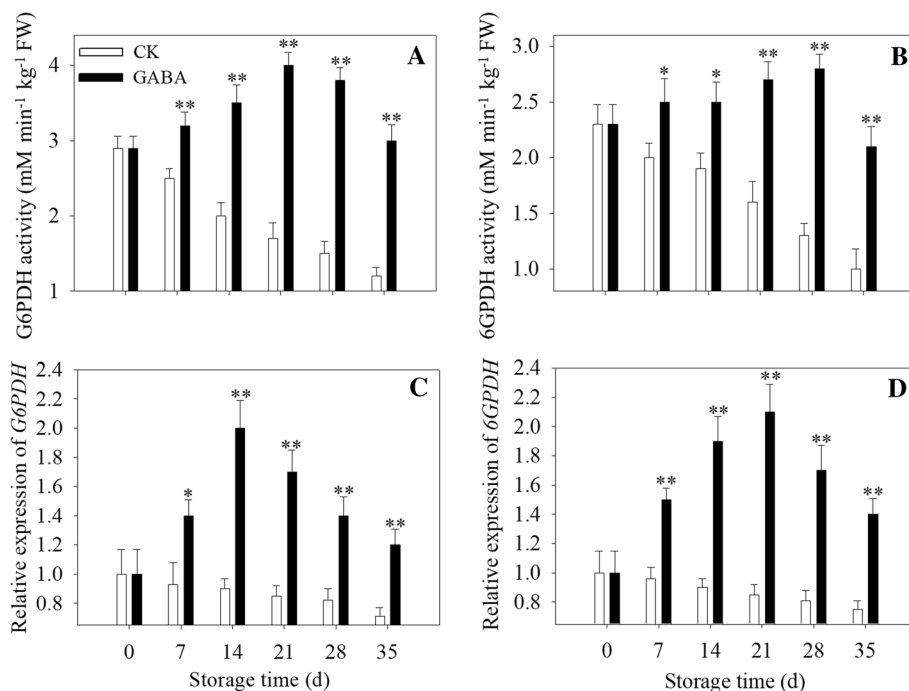 A
CK
GABA
G6PDH activity (mM min⁻¹ kg⁻¹ FW)
4
3
2
1
** ** ** ** **
B
6GPDH activity (mM min⁻¹ kg⁻¹ FW)
3.0
2.5
2.0
1.5
1.0
* * ** ** **
C
Relative expression of G6PDH
2.4
2.2
2.0
1.8
1.6
1.4
1.2
1.0
0.8
* ** ** ** **
0 7 14 21 28 35
Storage time (d)
D
Relative expression of 6GPDH
2.4
2.2
2.0
1.8
1.6
1.4
1.2
1.0
0.8
** ** ** ** **
0 7 14 21 28 35
Storage time (d)